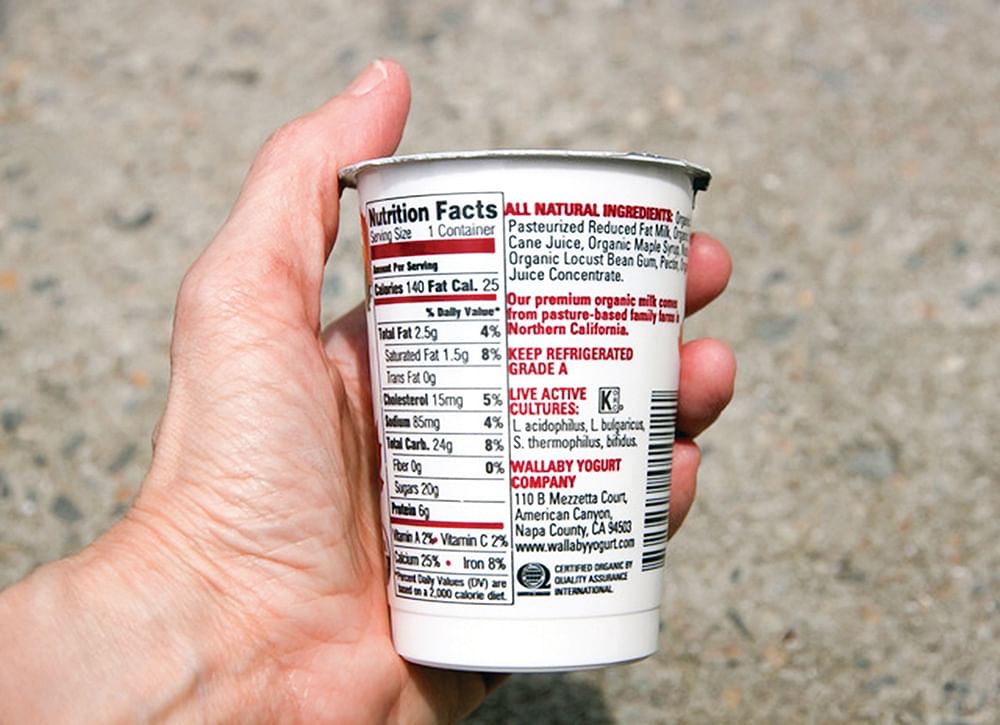 Nutrition Facts
Serving Size 1 Container
Amount Per Serving
Calories 140 Fat Cal. 25
% Daily Value*
Total Fat 2.5g 4%
Saturated Fat 1.5g 8%
Trans Fat 0g
Cholesterol 15mg 5%
Sodium 85mg 4%
Total Carb. 24g 8%
Fiber 0g 0%
Sugars 20g
Protein 6g
Vitamin A 2% • Vitamin C 2%
Calcium 25% • Iron 8%
*Percent Daily Values (DV) are
based on a 2,000 calorie diet.
ALL NATURAL INGREDIENTS:
Pasteurized Reduced Fat Milk,
Cane Juice, Organic Maple
Organic Locust Bean Gum, Pectin,
Juice Concentrate.
Our premium organic milk comes
from pasture-based family farms in
Northern California.
KEEP REFRIGERATED
GRADE A
LIVE ACTIVE
CULTURES:
K
L. acidophilus, L. bulgaricus,
S. thermophilus, bifidus.
WALLABY YOGURT
COMPANY
110 B Mezzetta Court,
American Canyon,
Napa County, CA 94503
www.wallabyyogurt.com
CERTIFIED ORGANIC BY
QUALITY ASSURANCE
INTERNATIONAL